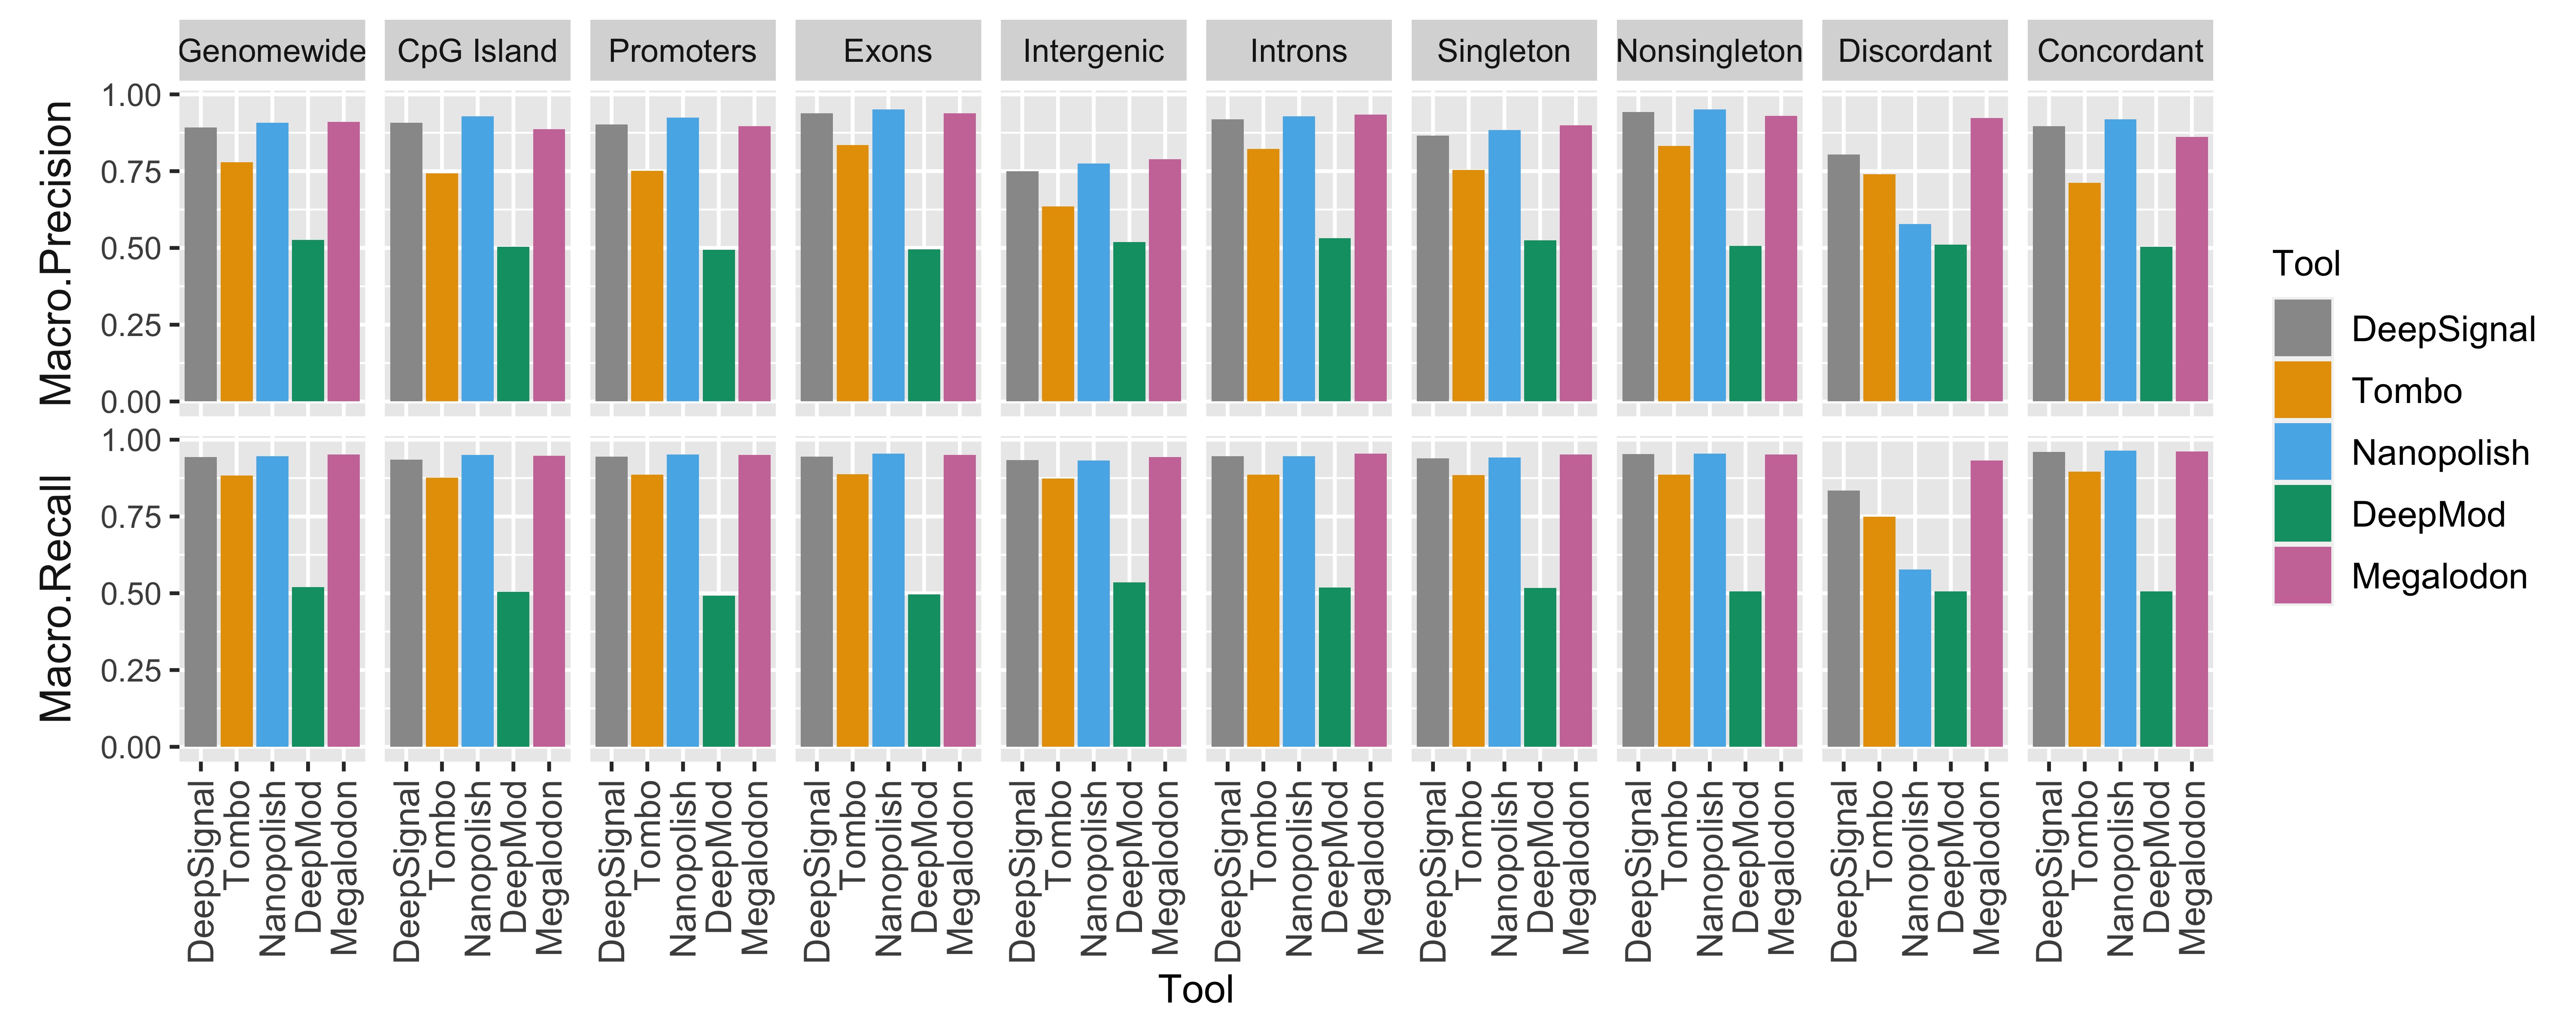 Genomewide CpG Island Promoters Exons Intergenic Introns Singleton Nonsingleton Discordant Concordant
Macro.Precision
1.00
0.75
0.50
0.25
0.00
Macro.Recall
1.00
0.75
0.50
0.25
0.00
DeepSignal Tombo Nanopolish DeepMod Megalodon DeepSignal Tombo Nanopolish DeepMod Megalodon DeepSignal Tombo Nanopolish DeepMod Megalodon DeepSignal Tombo Nanopolish DeepMod Megalodon DeepSignal Tombo Nanopolish DeepMod Megalodon DeepSignal Tombo Nanopolish DeepMod Megalodon DeepSignal Tombo Nanopolish DeepMod Megalodon DeepSignal Tombo Nanopolish DeepMod Megalodon DeepSignal Tombo Nanopolish DeepMod Megalodon DeepSignal Tombo Nanopolish DeepMod Megalodon
Tool
Tool
DeepSignal
Tombo
Nanopolish
DeepMod
Megalodon